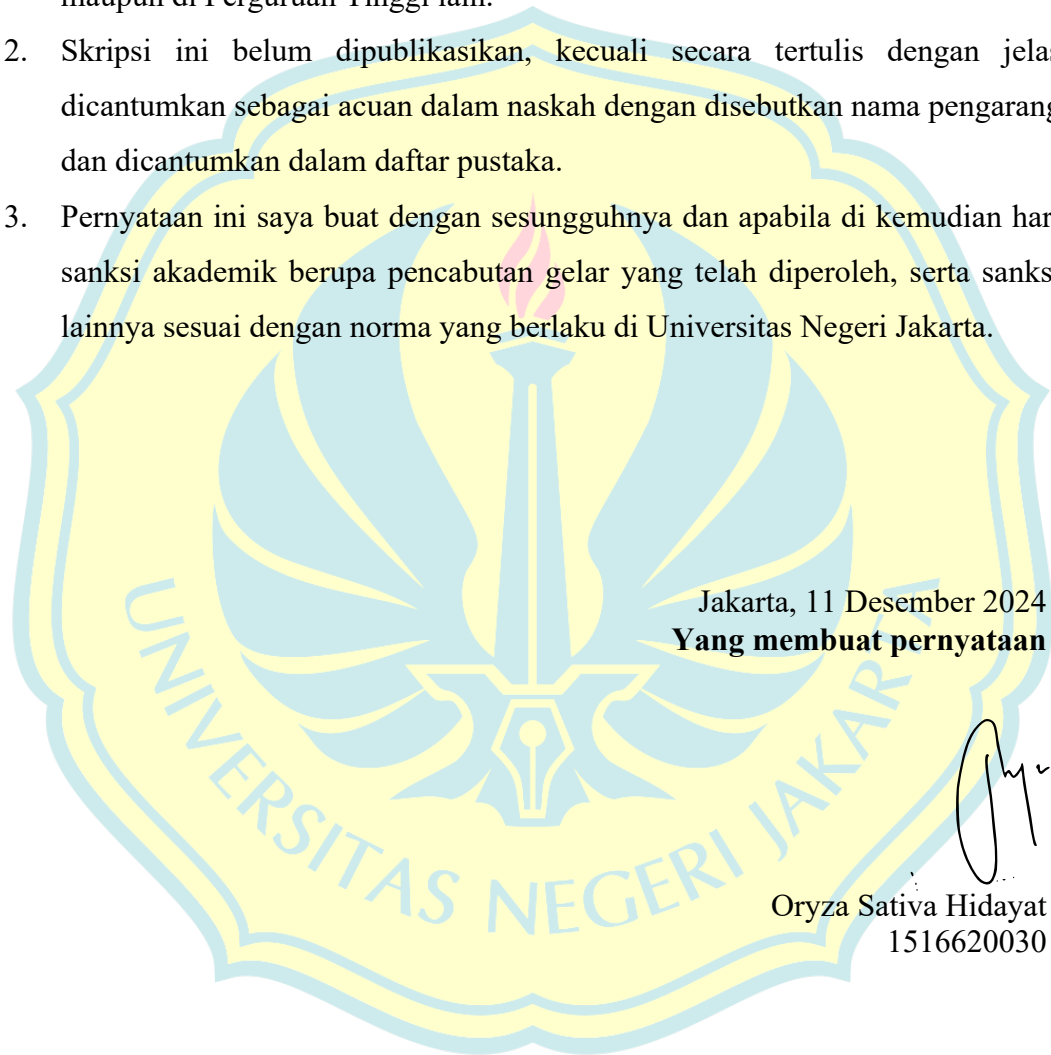 maupun di Perguruan Tinggi lain.
2. Skripsi ini belum dipublikasikan, kecuali secara tertulis dengan jelas
dicantumkan sebagai acuan dalam naskah dengan disebutkan nama pengarang
dan dicantumkan dalam daftar pustaka.
3. Pernyataan ini saya buat dengan sesungguhnya dan apabila di kemudian har
sanksi akademik berupa pencabutan gelar yang telah diperoleh, serta sanks
lainnya sesuai dengan norma yang berlaku di Universitas Negeri Jakarta.
Jakarta, 11 Desember 2024
Yang membuat pernyataan
Oryza Sativa Hidayat
1516620030
UNIVERSITAS NEGERI JAKARTA